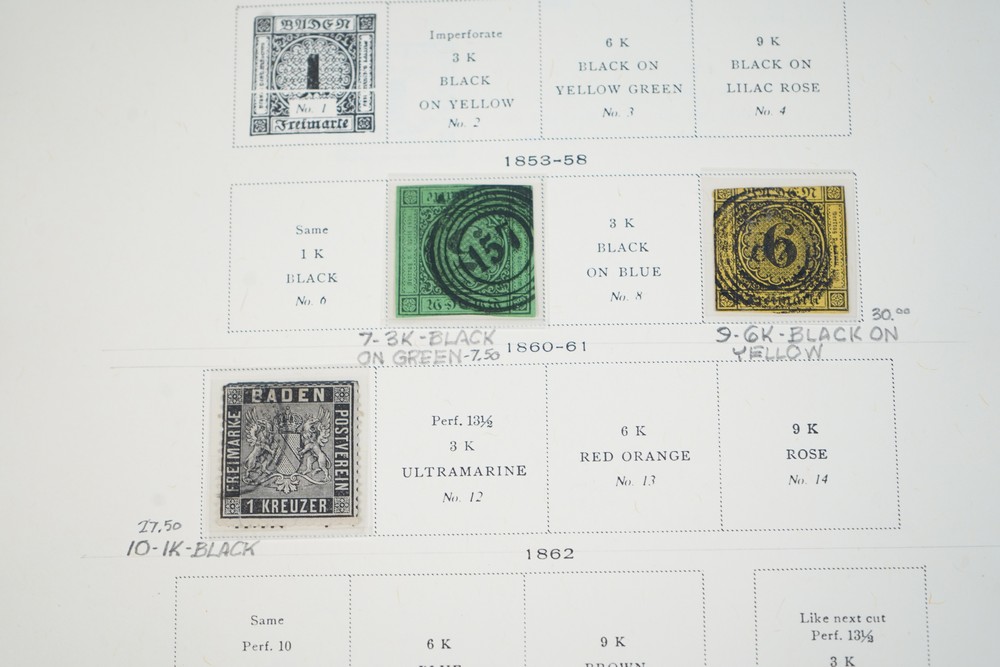 BADEN
1
No. 1
Freimarke
Imperforate
3 K
BLACK
ON YELLOW
No. 2
6 K
BLACK ON
YELLOW GREEN
No. 3
9 K
BLACK ON
LILAC ROSE
No. 4
1853-58
Same
1 K
BLACK
No. 6
157
3 K
BLACK
ON BLUE
No. 8
6
Freimarke
30.00
7-3K-BLACK
ON GREEN-7.50
9-6K-BLACK ON
YELLOW
1860-61
BADEN
FREIMARKE
POSTVEREIN
1 KREUZER
Perf. 13½
3 K
ULTRAMARINE
No. 12
6 K
RED ORANGE
No. 13
9 K
ROSE
No. 14
27.50
10-1K-BLACK
1862
Same
Perf. 10
6 K
BLUE
9 K
BROWN
Like next cut
Perf. 13½
3 K